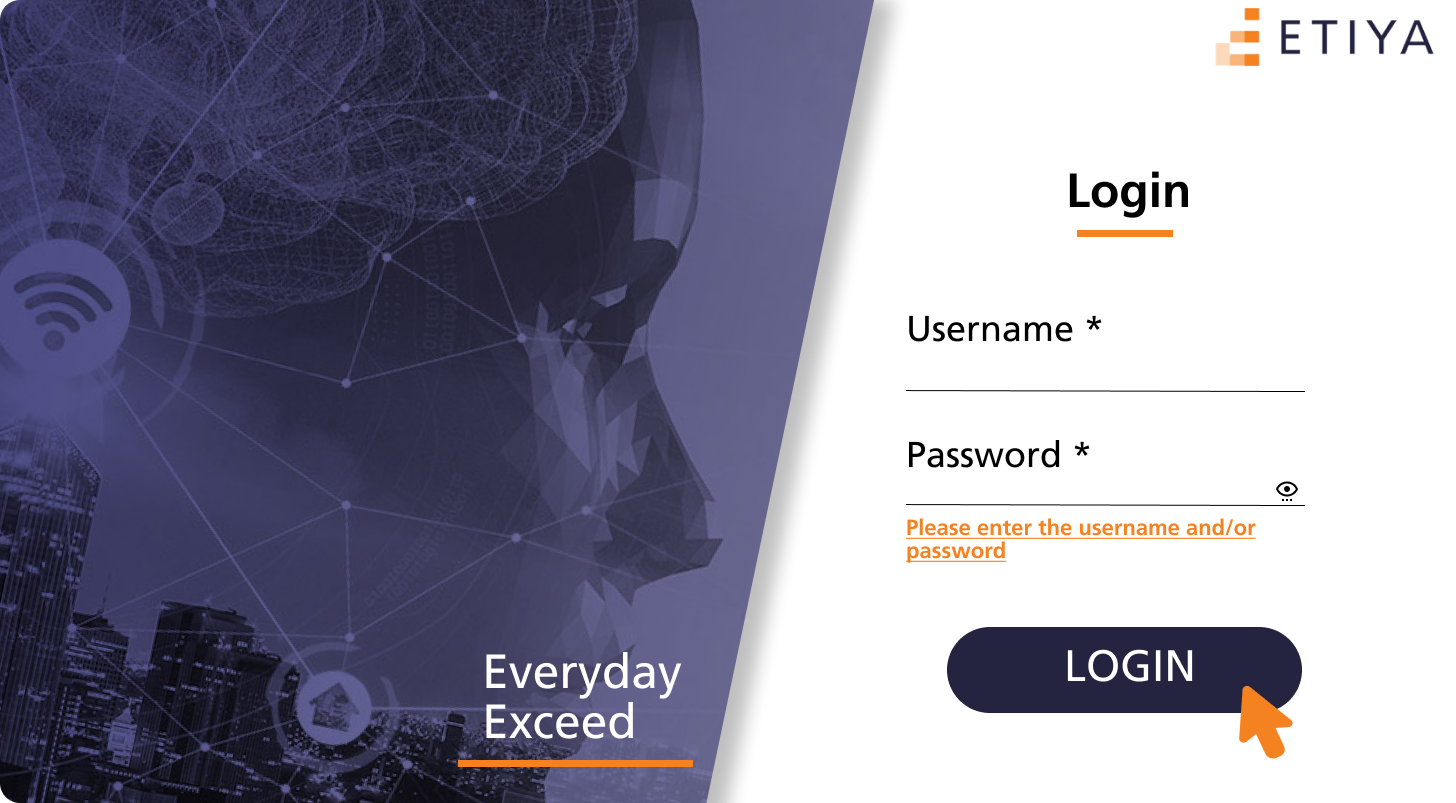 ETIYA
Login
Username *
Password *
Please enter the username and/or
password
LOGIN
Everyday
Exceed